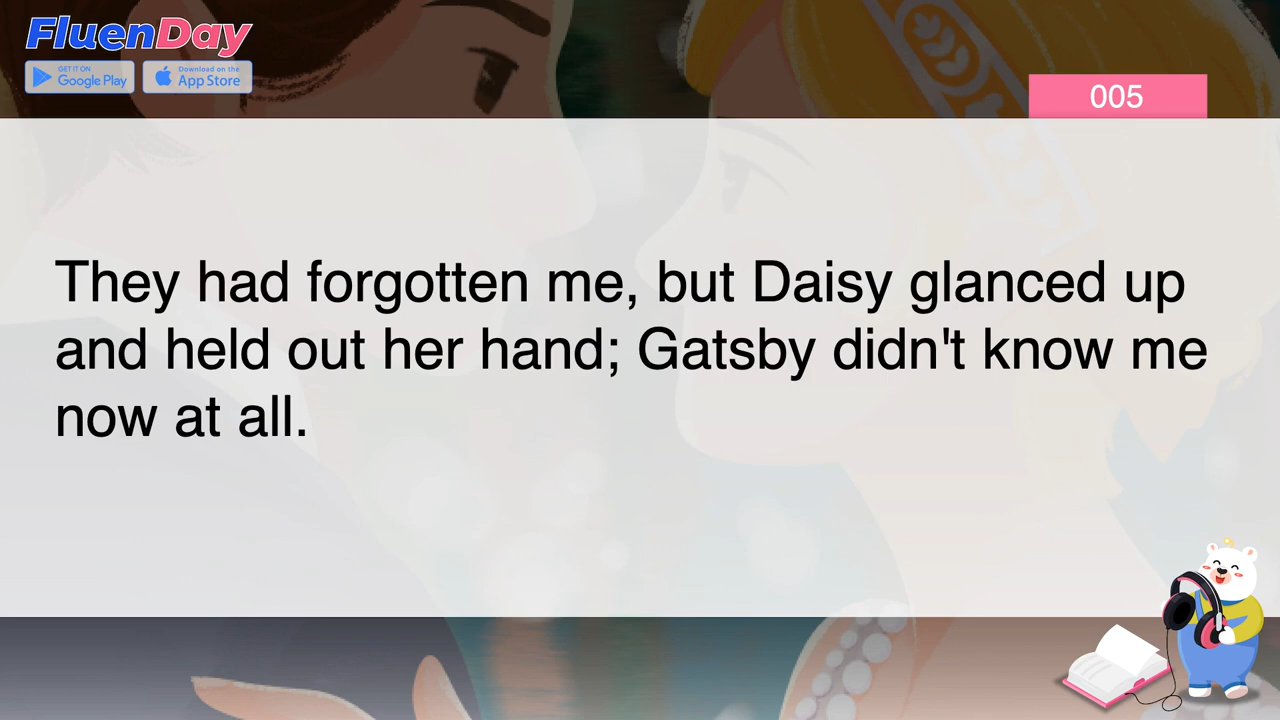 FluenDay
GET IT ON
Google Play
Download on the
App Store
005
They had forgotten me, but Daisy glanced up
and held out her hand; Gatsby didn't know me
now at all.